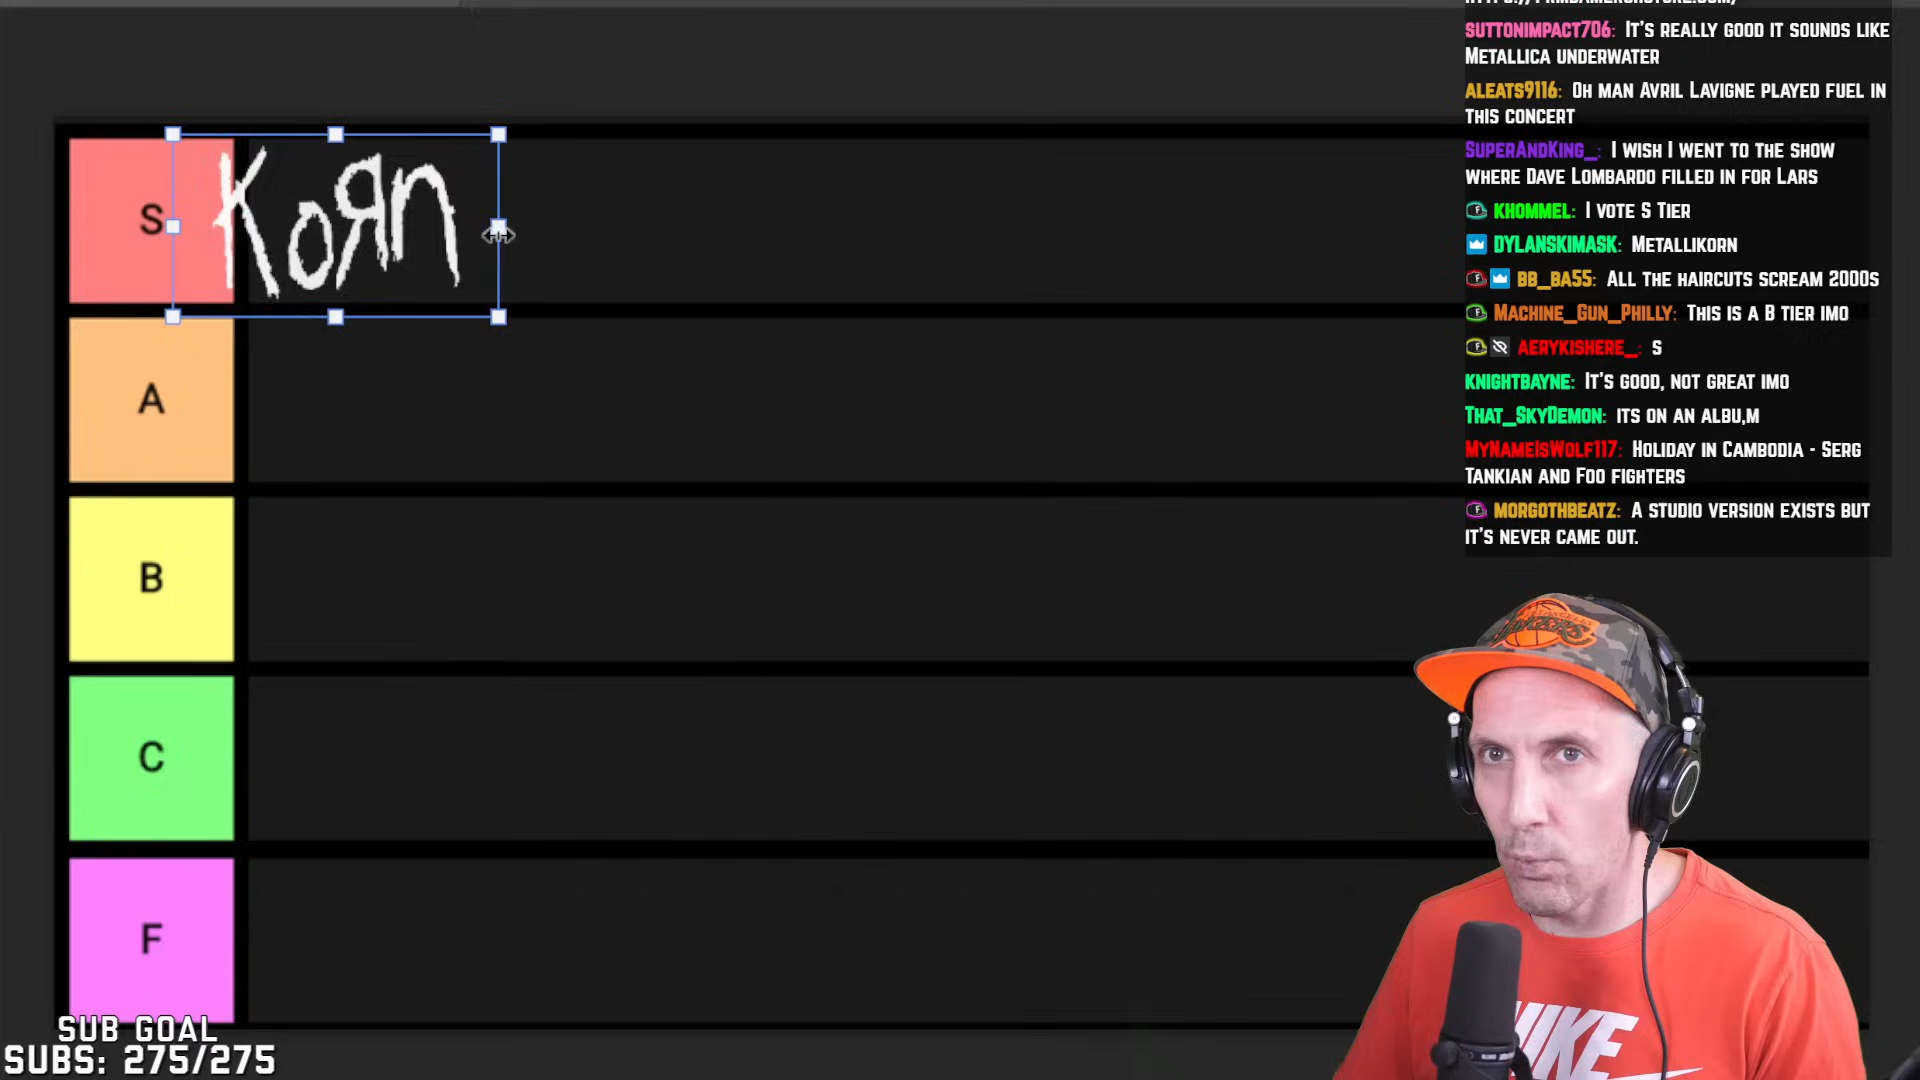 SUTTONIMPACT706: IT'S REALLY GOOD IT SOUNDS LIKE
METALLICA UNDERWATER
ALEATS9116: OH MAN AVRIL LAVIGNE PLAYED FUEL IN
THIS CONCERT
SUPERANDKING_: I WISH I WENT TO THE SHOW
WHERE DAVE LOMBARDO FILLED IN FOR LARS
KHOMMEL: I VOTE S TIER
DYLANSKIMASK: METALLIKORN
BB_BA55: ALL THE HAIRCUTS SCREAM 2000S
MACHINE_GUN_PHILLY: THIS IS A B TIER IMO
AERYKISHERE_: S
KNIGHTBAYNE: IT'S GOOD, NOT GREAT IMO
THAT_SKYDEMON: ITS ON AN ALBU,M
MYNAMEISWOLF117: HOLIDAY IN CAMBODIA - SERG
TANKIAN AND FOO FIGHTERS
MORGOTHBEATZ: A STUDIO VERSION EXISTS BUT
IT'S NEVER CAME OUT.
S
KoЯn
A
B
C
F
SUB GOAL
SUBS: 275/275
NIKE